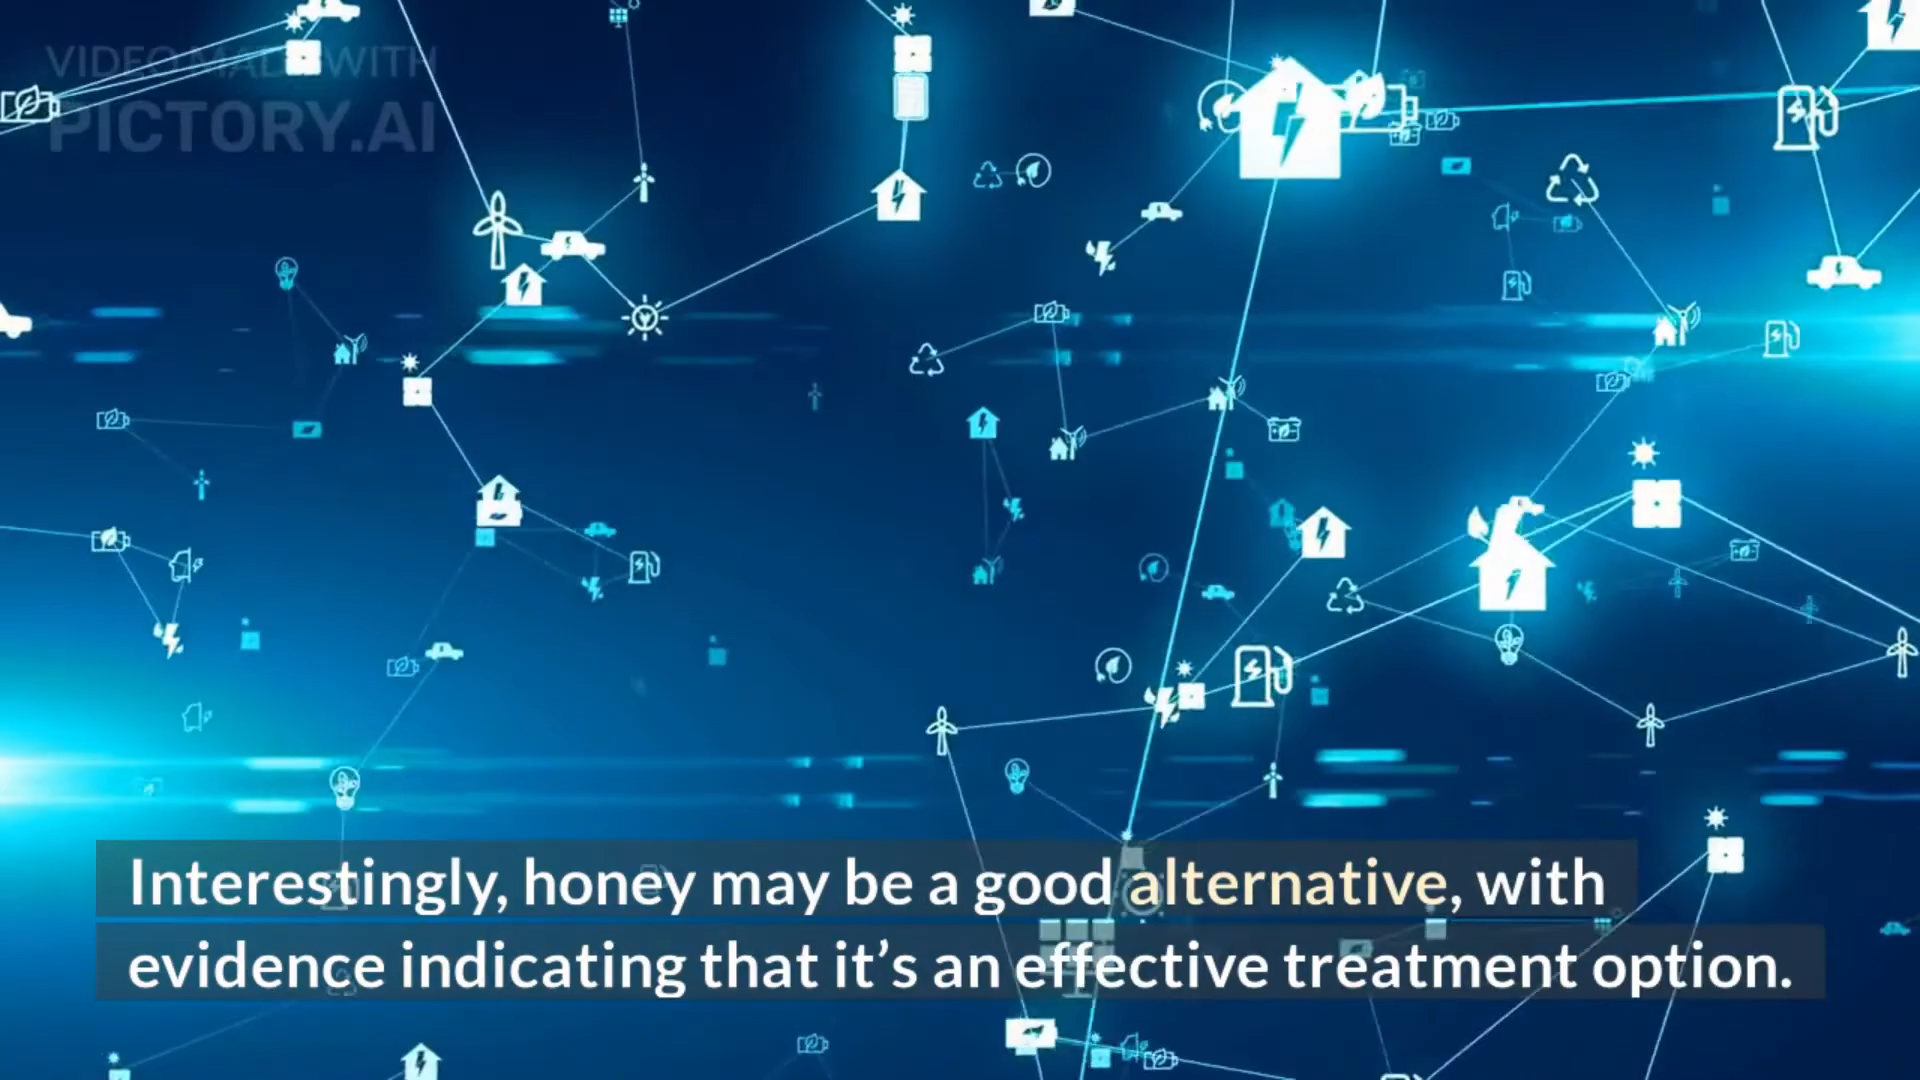 VIDEO MADE WITH
PICTORY.AI
Interestingly, honey may be a good alternative, with
evidence indicating that it’s an effective treatment option.